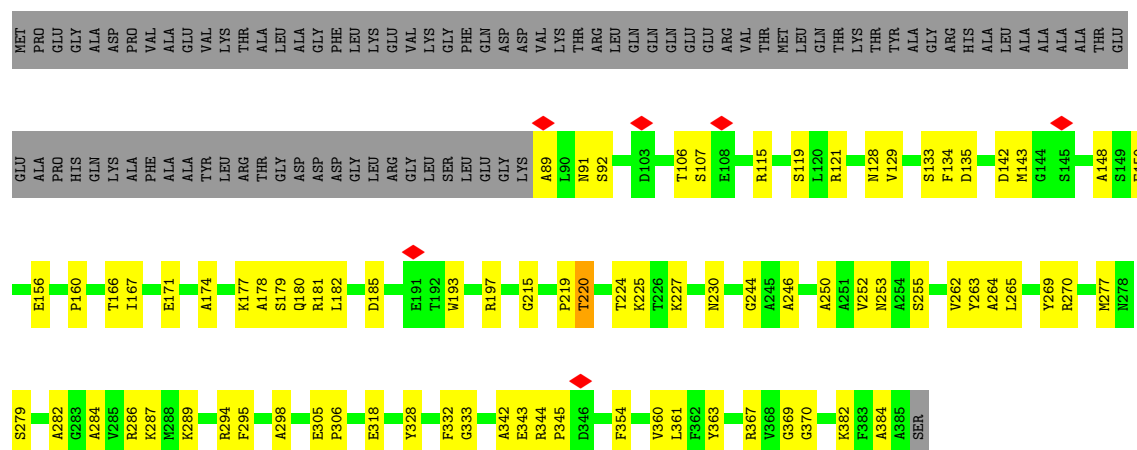 MET PRO GLU GLY ALA ASP PRO VAL ALA GLU VAL LYS THR ALA LEU ALA GLY PHE LEU LYS GLU VAL LYS GLY PHE GLN ASP ASP VAL LYS THR ARG LEU GLN GLN GLN GLU GLU ARG VAL THR MET LEU GLN THR LYS THR TYR ALA GLY ARG HIS ALA LEU ALA ALA ALA ALA THR GLU
GLU ALA PRO HIS GLN LYS ALA PHE ALA ALA TYR LEU ARG THR GLY ASP ASP ASP GLY LEU ARG GLY LEU SER LEU GLU GLY LYS A89 L90 N91 S92 D103 T106 S107 E108 R115 S119 L120 R121 N128 V129 S133 F134 D135 D142 M143 G144 S145 A148 S149
E156 P160 T166 I167 E171 A174 K177 A178 S179 Q180 R181 L182 D185 E191 T192 W193 R197 G215 P219 T220 T224 K225 T226 K227 N230 G244 A245 A246 A250 A251 V252 N253 A254 S255 V262 Y263 A264 L265 Y269 R270 M277 N278
S279 A282 G283 A284 V285 R286 K287 M288 K289 R294 F295 A298 E305 P306 E318 Y328 F332 G333 A342 E343 R344 P345 D346 F354 V360 L361 F362 Y363 R367 V368 G369 G370 K382 F383 A384 A385 SER